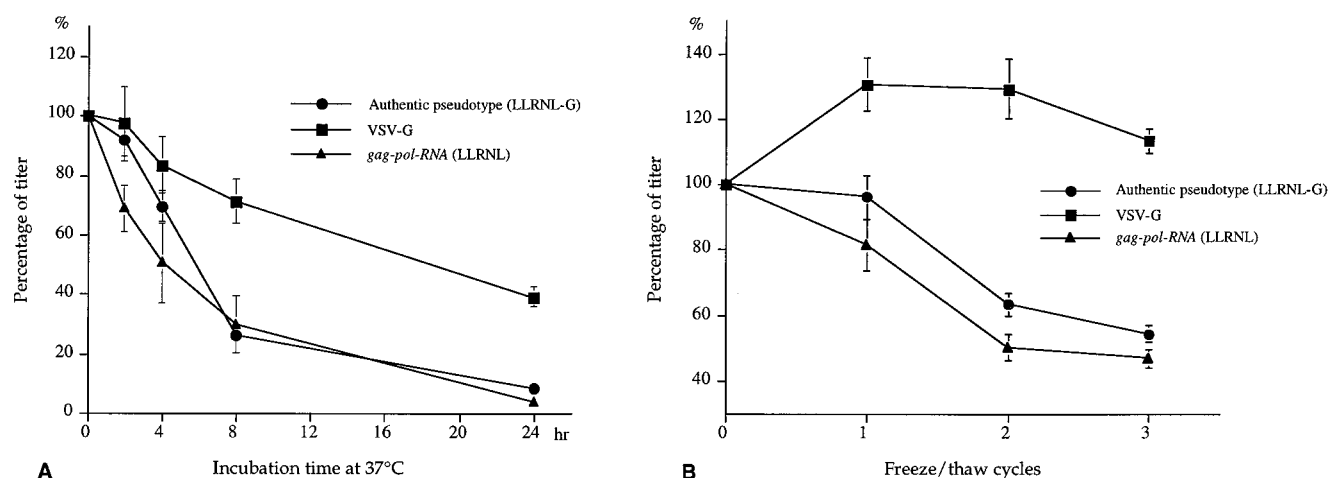 %
120
100
80
60
40
20
0
0 4 8 12 16 20 24 hr
Percentage of titer
Authentic pseudotype (LLRNL-G)
VSV-G
gag-pol-RNA (LLRNL)
A
Incubation time at 37°C
%
140
120
100
80
60
40
0 1 2 3
Percentage of titer
Authentic pseudotype (LLRNL-G)
VSV-G
gag-pol-RNA (LLRNL)
B
Freeze/thaw cycles